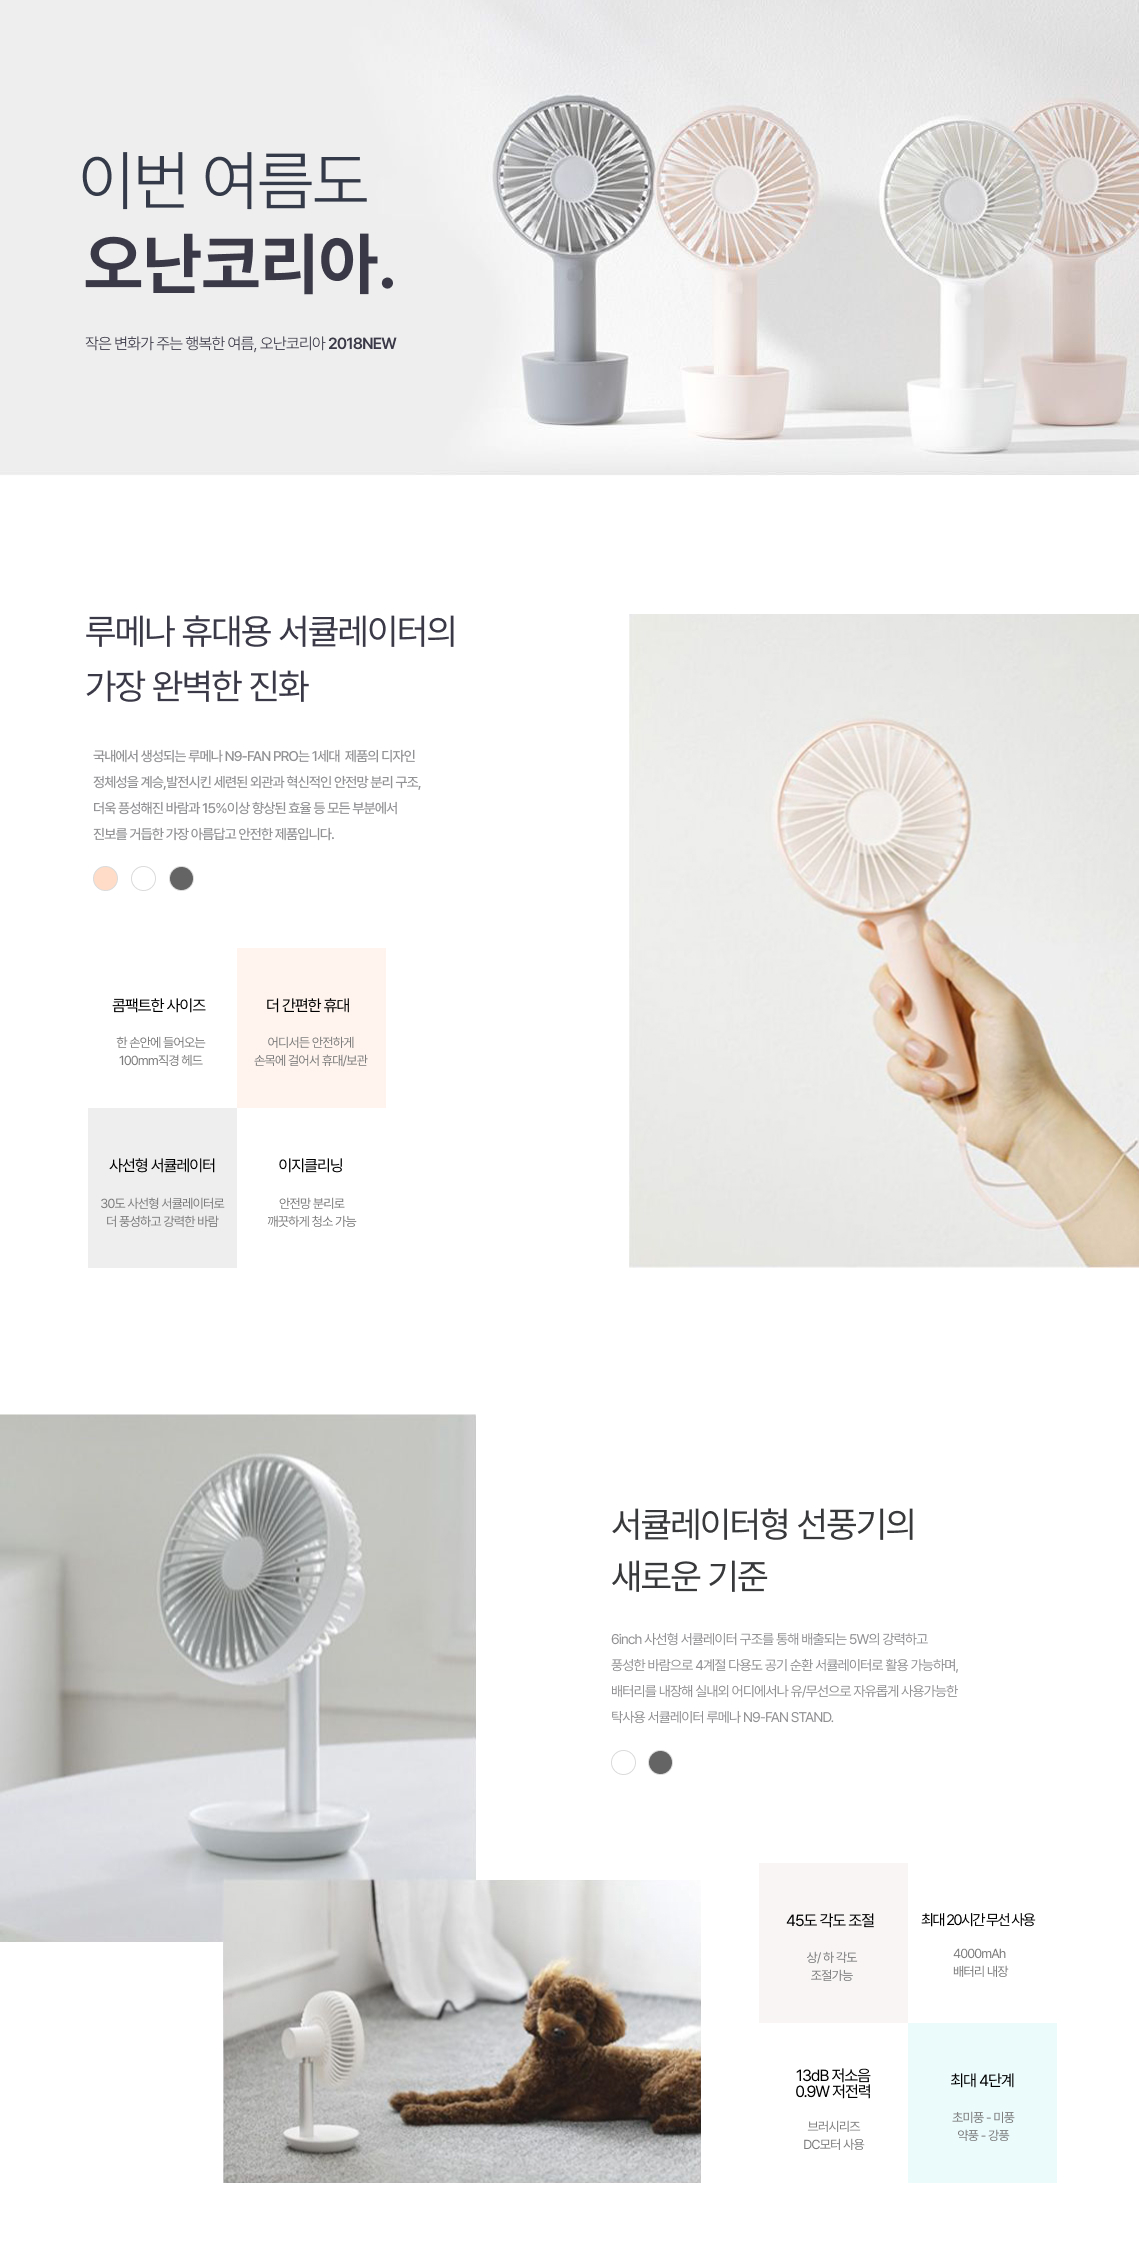 이번 여름도
오난코리아.
작은 변화가 주는 행복한 여름, 오난코리아 2018NEW
루메나 휴대용 서큘레이터의
가장 완벽한 진화
국내에서 생성되는 루메나 N9-FAN PRO는 1세대 제품의 디자인
정체성을 계승,발전시킨 세련된 외관과 혁신적인 안전망 분리 구조,
더욱 풍성해진 바람과 15%이상 향상된 효율 등 모든 부분에서
진보를 거듭한 가장 아름답고 안전한 제품입니다.
콤팩트한 사이즈
한 손안에 들어오는
100mm직경 헤드
더 간편한 휴대
어디서든 안전하게
손목에 걸어서 휴대/보관
사선형 서큘레이터
30도 사선형 서큘레이터로
더 풍성하고 강력한 바람
이지클리닝
안전망 분리로
깨끗하게 청소 가능
서큘레이터형 선풍기의
새로운 기준
6inch 사선형 서큘레이터 구조를 통해 배출되는 5W의 강력하고
풍성한 바람으로 4계절 다용도 공기 순환 서큘레이터로 활용 가능하며,
배터리를 내장해 실내외 어디에서나 유/무선으로 자유롭게 사용가능한
탁사용 서큘레이터 루메나 N9-FAN STAND.
45도 각도 조절
상/ 하 각도
조절가능
최대 20시간 무선 사용
4000mAh
배터리 내장
13dB 저소음
0.9W 저전력
브러시리즈
DC모터 사용
최대 4단계
초미풍 - 미풍
약풍 - 강풍